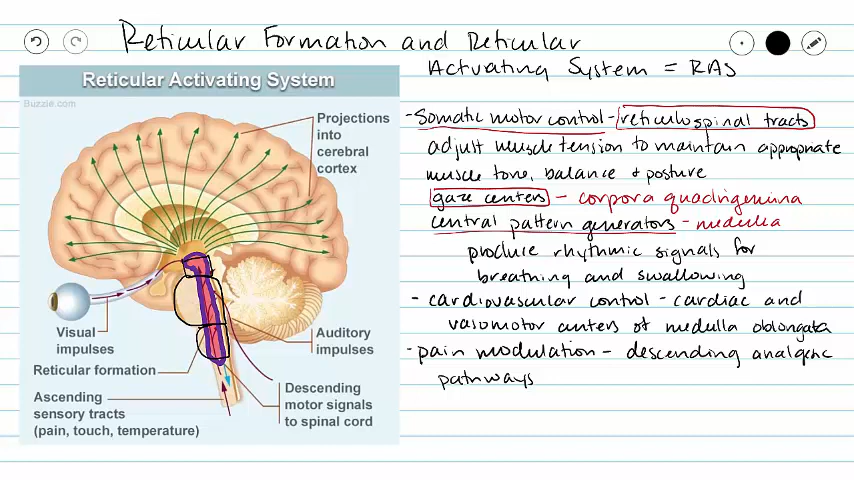 Reticular Formation and Reticular
Activating System = RAS
Reticular Activating System
Buzzle.com
Projections
into
cerebral
cortex
Visual
impulses
Auditory
impulses
Reticular formation
Ascending
sensory tracts
(pain, touch, temperature)
Descending
motor signals
to spinal cord
- Somatic motor control - reticulospinal tracts
adjust muscle tension to maintain appropriate
muscle tone, balance + posture
gaze centers - corpora quadrigemina
central pattern generators - medulla
produce rhythmic signals for
breathing and swallowing
- cardiovascular control - cardiac and
vasomotor centers of medulla oblongata
- pain modulation - descending analgesic
pathways